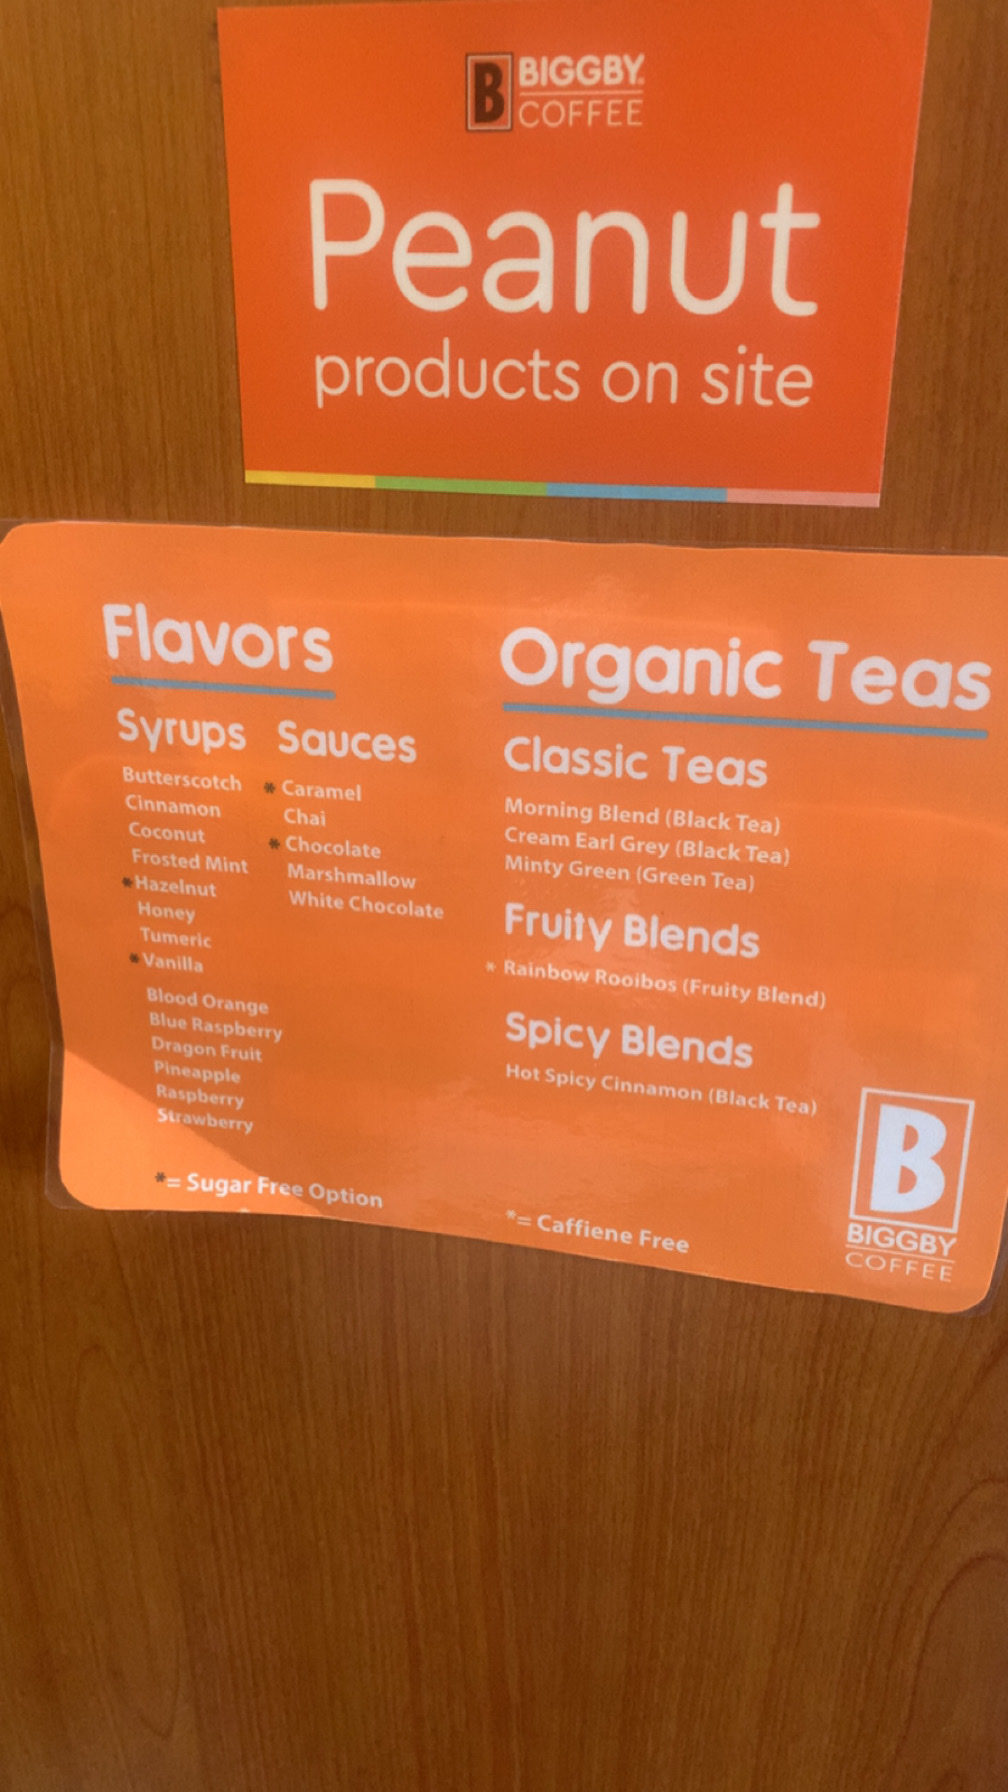 B BIGGBY
COFFEE
Peanut
products on site
Flavors
Syrups
Butterscotch
Cinnamon
Coconut
Frosted Mint
*Hazelnut
Honey
Tumeric
*Vanilla
Blood Orange
Blue Raspberry
Dragon Fruit
Pineapple
Raspberry
Strawberry
Sauces
* Caramel
Chai
* Chocolate
Marshmallow
White Chocolate
*= Sugar Free Option
Organic Teas
Classic Teas
Morning Blend (Black Tea)
Cream Earl Grey (Black Tea)
Minty Green (Green Tea)
Fruity Blends
* Rainbow Rooibos (Fruity Blend)
Spicy Blends
Hot Spicy Cinnamon (Black Tea)
*= Caffiene Free
B
BIGGBY
COFFEE